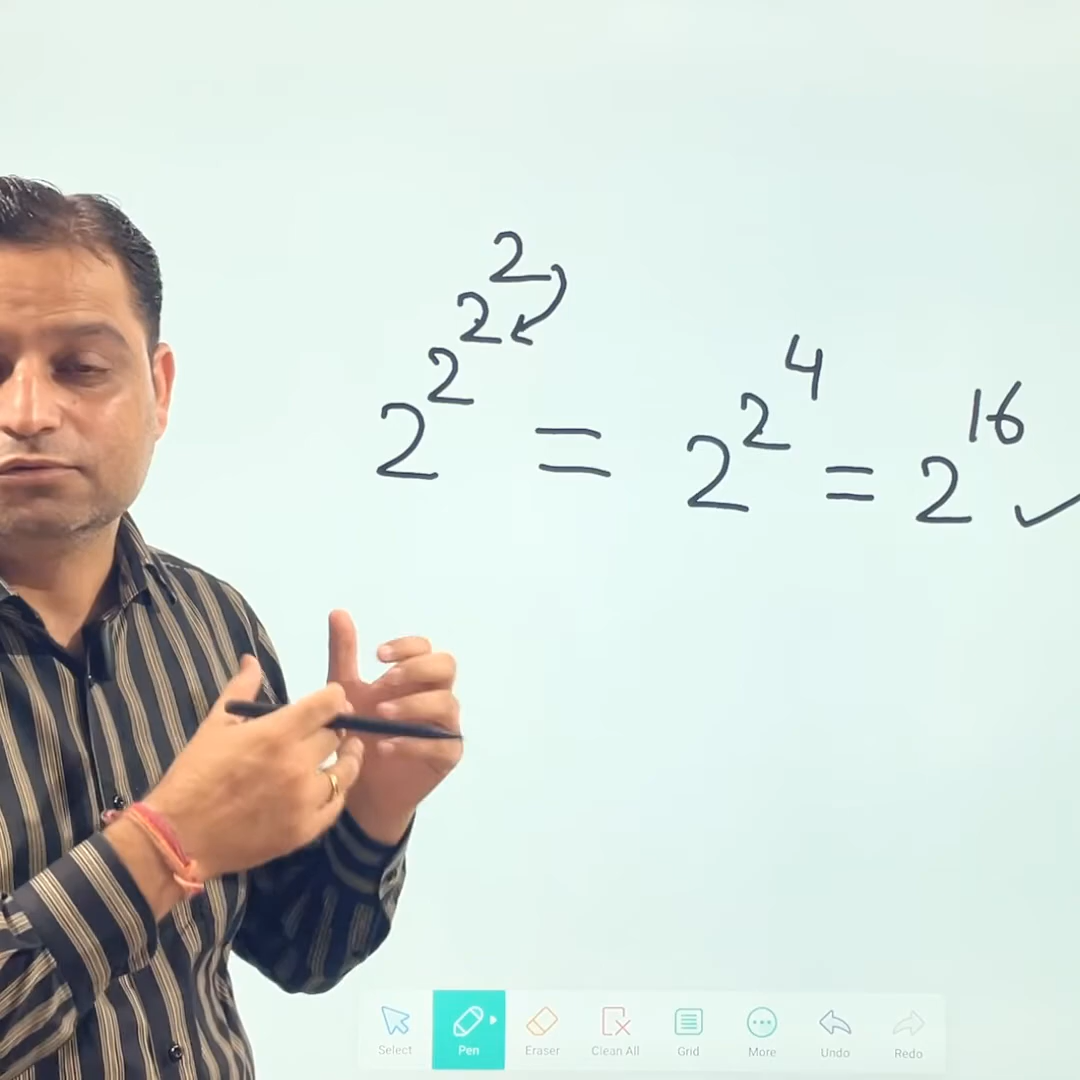 2^2^2^2 = 2^2^4 = 2^16 ✓
Select Pen Eraser Clean All Grid More Undo Redo